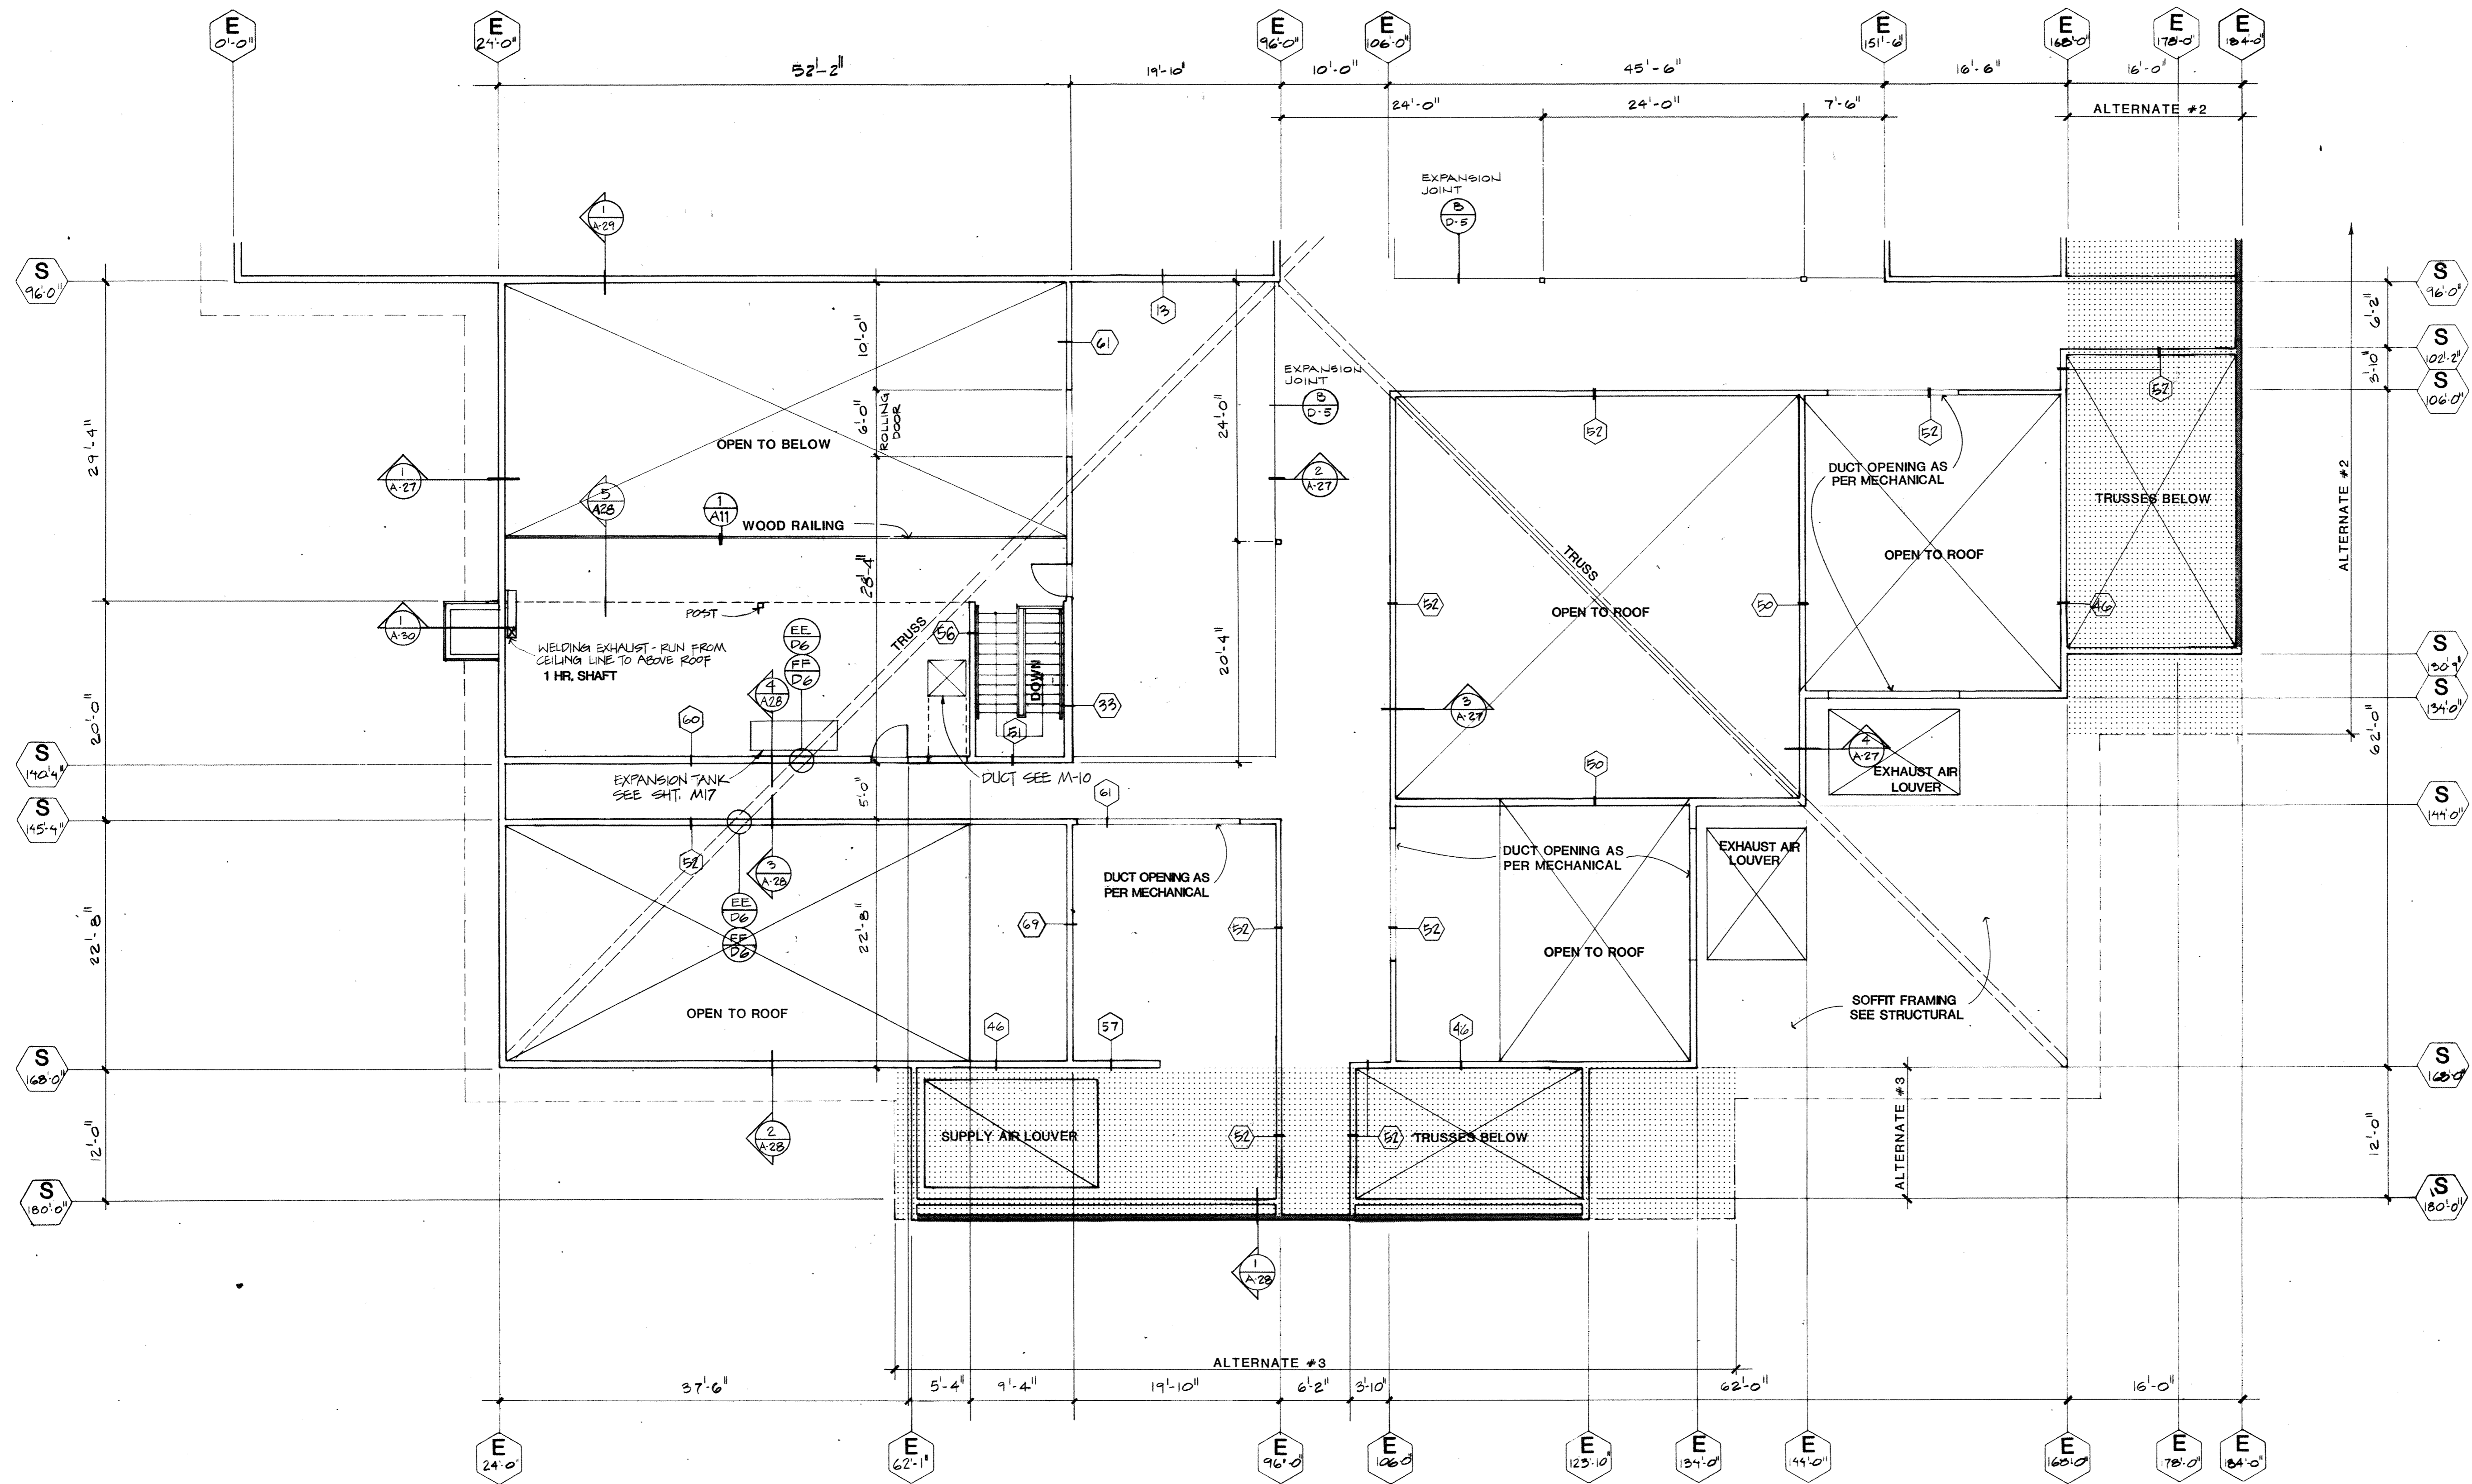 E
0'-0"
E
24'-0"
E
96'-0"
E
106'-0"
E
151'-6"
E
168'-0"
E
178'-0"
E
184'-0"
52'-2"
19'-10"
10'-0"
45'-6"
16'-6"
16'-0"
24'-0"
24'-0"
7'-6"
ALTERNATE #2
EXPANSION
JOINT
B
D-5
1
A-29
S
96'-0"
S
96'-0"
6'-2"
13
10'-0"
61
S
102'-2"
3'-10"
S
106'-0"
EXPANSION
JOINT
B
D-5
52
6'-0"
ROLLING
DOOR
24'-0"
52
52
29'-4"
OPEN TO BELOW
DUCT OPENING AS
PER MECHANICAL
1
A-27
2
A-27
5
A28
1
A11
WOOD RAILING
TRUSSES BELOW
ALTERNATE #2
28'-4"
TRUSS
OPEN TO ROOF
POST
52
OPEN TO ROOF
50
46
1
A-30
EE
D6
TRUSS
56
WELDING EXHAUST - RUN FROM
CEILING LINE TO ABOVE ROOF
1 HR. SHAFT
FF
D6
20'-4"
DOWN
S
130'-9"
4
A28
33
3
A-27
S
134'-0"
60
51
20'-0"
62'-0"
4
A-27
S
140'-4"
EXPANSION TANK
SEE SHT. M17
DUCT SEE M-10
50
EXHAUST AIR
LOUVER
5'-0"
61
S
144'-0"
S
145'-4"
52
3
A-28
DUCT OPENING AS
PER MECHANICAL
DUCT OPENING AS
PER MECHANICAL
EXHAUST AIR
LOUVER
EE
D6
FF
D6
22'-8"
22'-8"
69
52
52
OPEN TO ROOF
OPEN TO ROOF
SOFFIT FRAMING
SEE STRUCTURAL
46
57
46
S
168'-0"
S
168'-0"
2
A-28
SUPPLY AIR LOUVER
52
52
TRUSSES BELOW
ALTERNATE #3
12'-0"
12'-0"
S
180'-0"
S
180'-0"
1
A-28
ALTERNATE #3
37'-6"
5'-4"
9'-4"
19'-10"
6'-2"
3'-10"
62'-0"
16'-0"
E
24'-0"
E
62'-1"
E
96'-0"
E
106'-0"
E
123'-10"
E
134'-0"
E
144'-0"
E
168'-0"
E
178'-0"
E
184'-0"